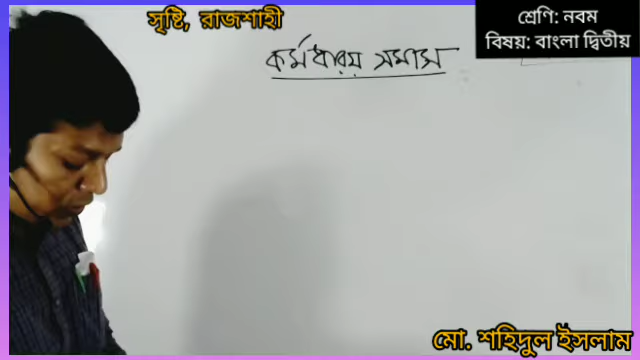 সৃষ্টি, রাজশাহী
শ্রেণি: নবম
বিষয়: বাংলা দ্বিতীয়
কর্মধারয় সমাস
মো. শহিদুল ইসলাম